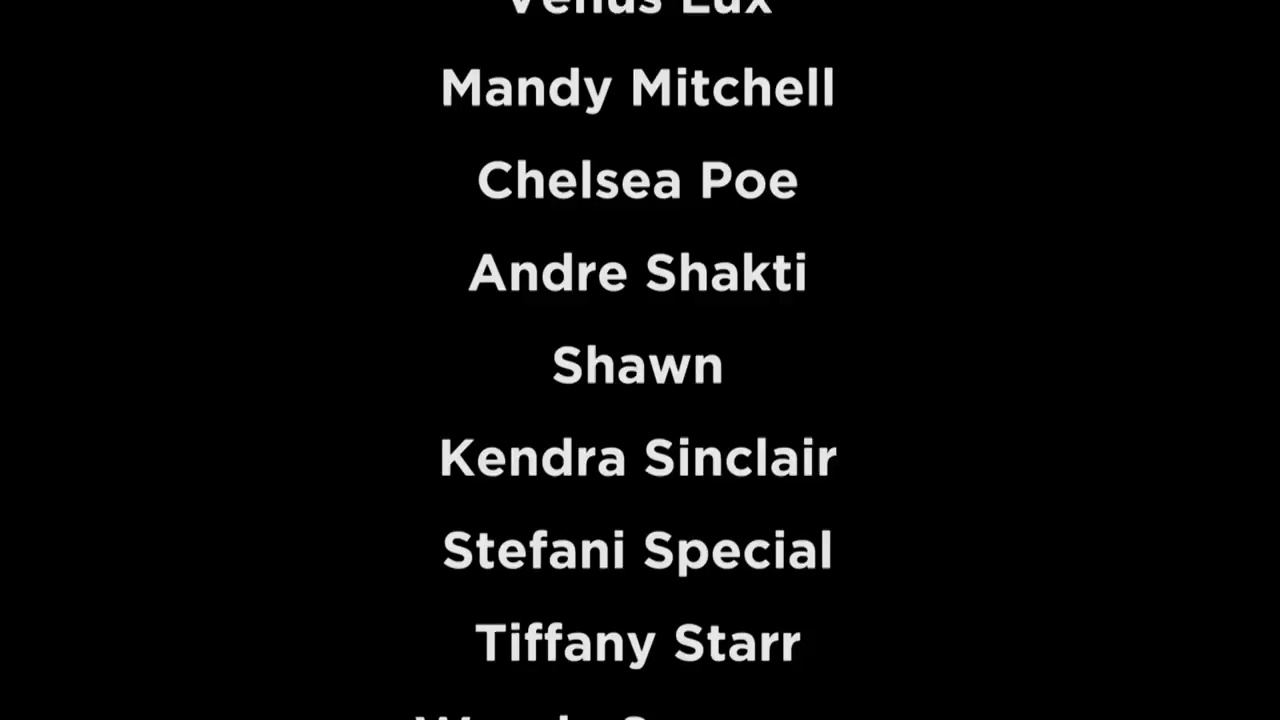 Venus Lux
Mandy Mitchell
Chelsea Poe
Andre Shakti
Shawn
Kendra Sinclair
Stefani Special
Tiffany Starr